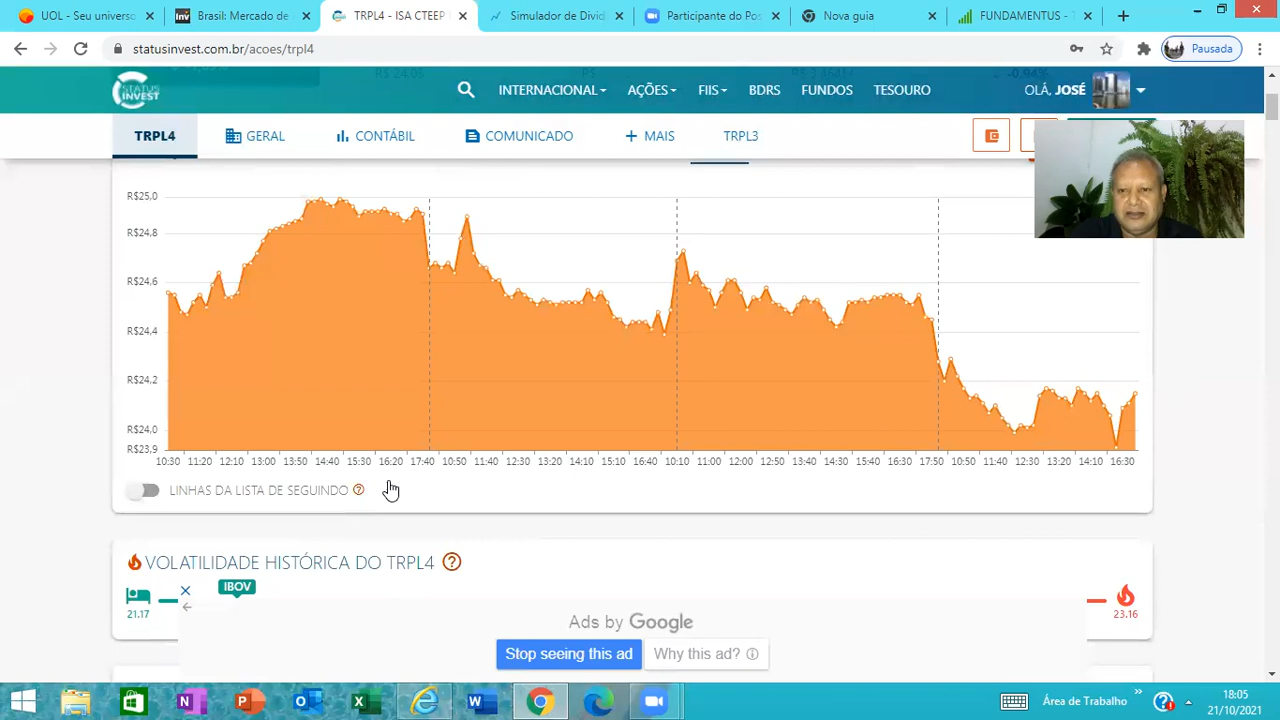 UOL - Seu universo
Brasil: Mercado de
TRPL4 - ISA CTEEP
Simulador de Divid
Participante do Pos
Nova guia
FUNDAMENTUS - T
statusinvest.com.br/acoes/trpl4
Pausada
STATUS INVEST
INTERNACIONAL
AÇÕES
FIIS
BDRS
FUNDOS
TESOURO
OLÁ, JOSÉ
TRPL4
GERAL
CONTÁBIL
COMUNICADO
+ MAIS
TRPL3
R$25,0
R$24,8
R$24,6
R$24,4
R$24,2
R$24,0
R$23,9
10:30 11:20 12:10 13:00 13:50 14:40 15:30 16:20 17:40 10:50 11:40 12:30 13:20 14:10 15:10 16:40 10:10 11:00 12:00 12:50 13:40 14:30 15:40 16:30 17:50 10:50 11:40 12:30 13:20 14:10 16:30
LINHAS DA LISTA DE SEGUINDO
VOLATILIDADE HISTÓRICA DO TRPL4
IBOV
21.17
23.16
Ads by Google
Stop seeing this ad
Why this ad?
Área de Trabalho
18:05
21/10/2021